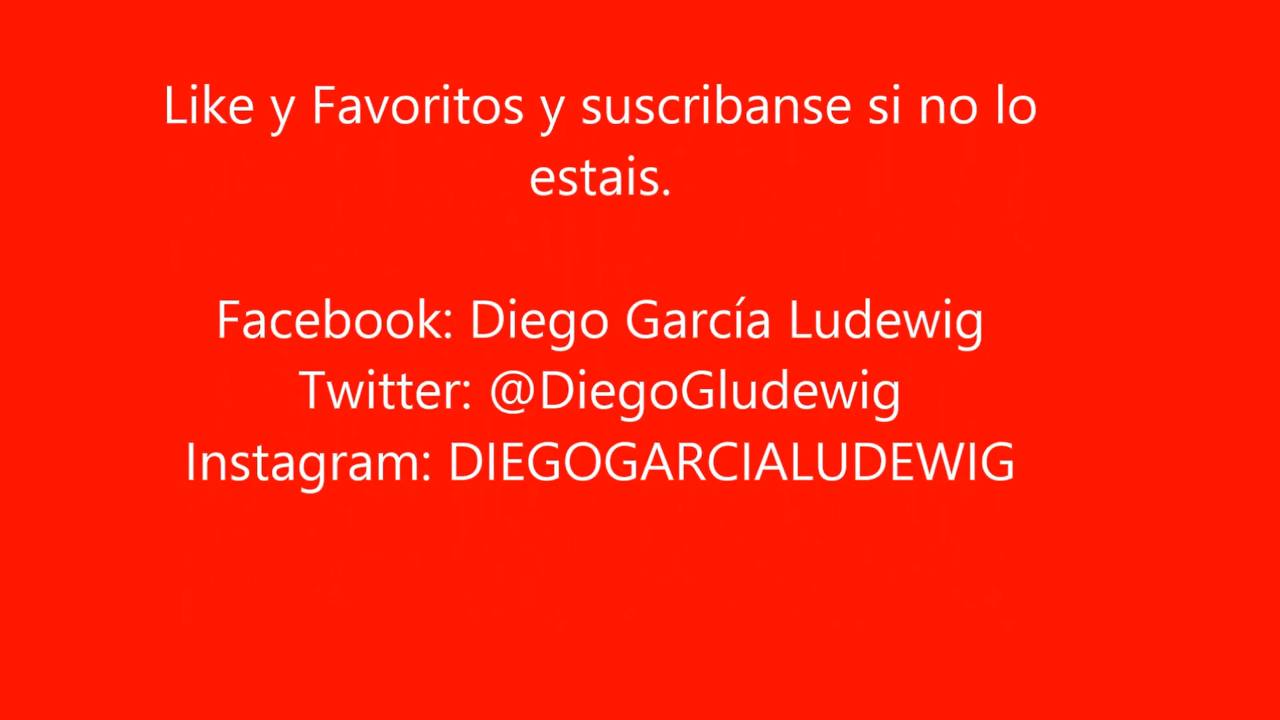 Like y Favoritos y suscribanse si no lo
estais.
Facebook: Diego García Ludewig
Twitter: @DiegoGludewig
Instagram: DIEGOGARCIALUDEWIG